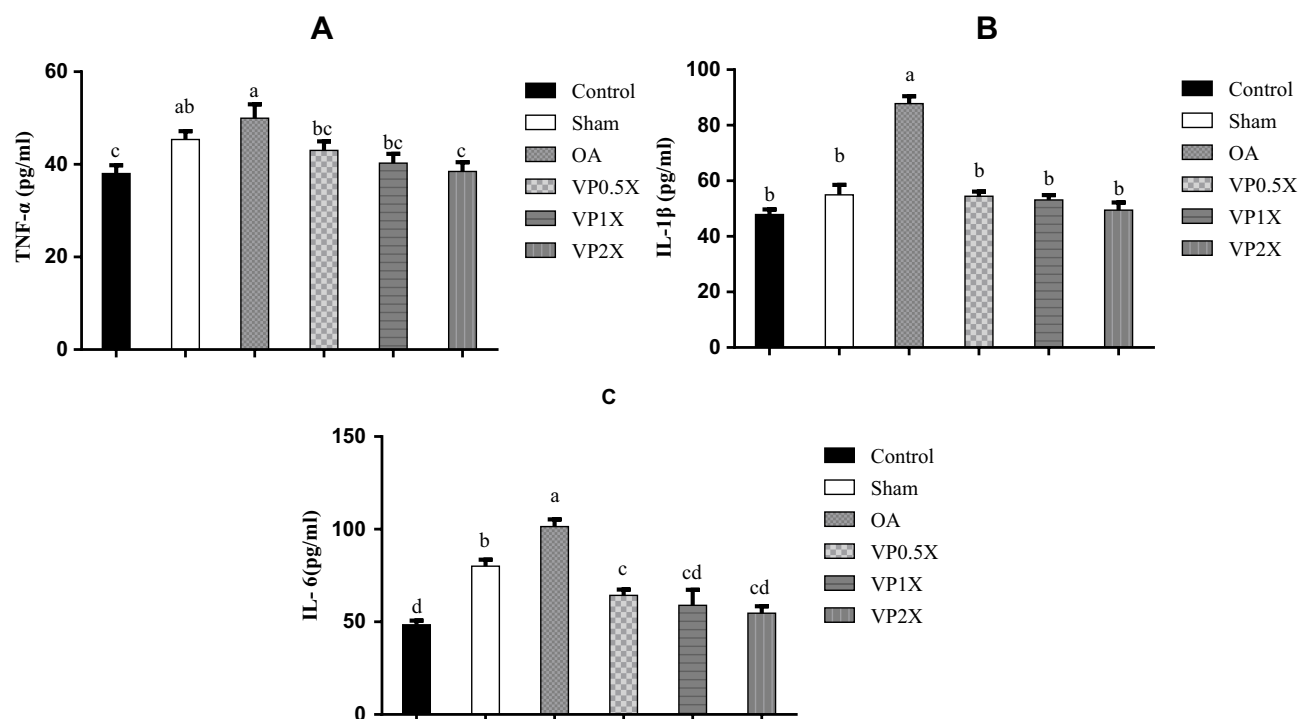 A
TNF-α (pg/ml)
60
40
20
0
c
ab
a
bc
bc
c
Control
Sham
OA
VP0.5X
VP1X
VP2X
B
IL-1β (pg/ml)
100
80
60
40
20
0
b
b
a
b
b
b
Control
Sham
OA
VP0.5X
VP1X
VP2X
C
IL- 6(pg/ml)
150
100
50
0
d
b
a
c
cd
cd
Control
Sham
OA
VP0.5X
VP1X
VP2X